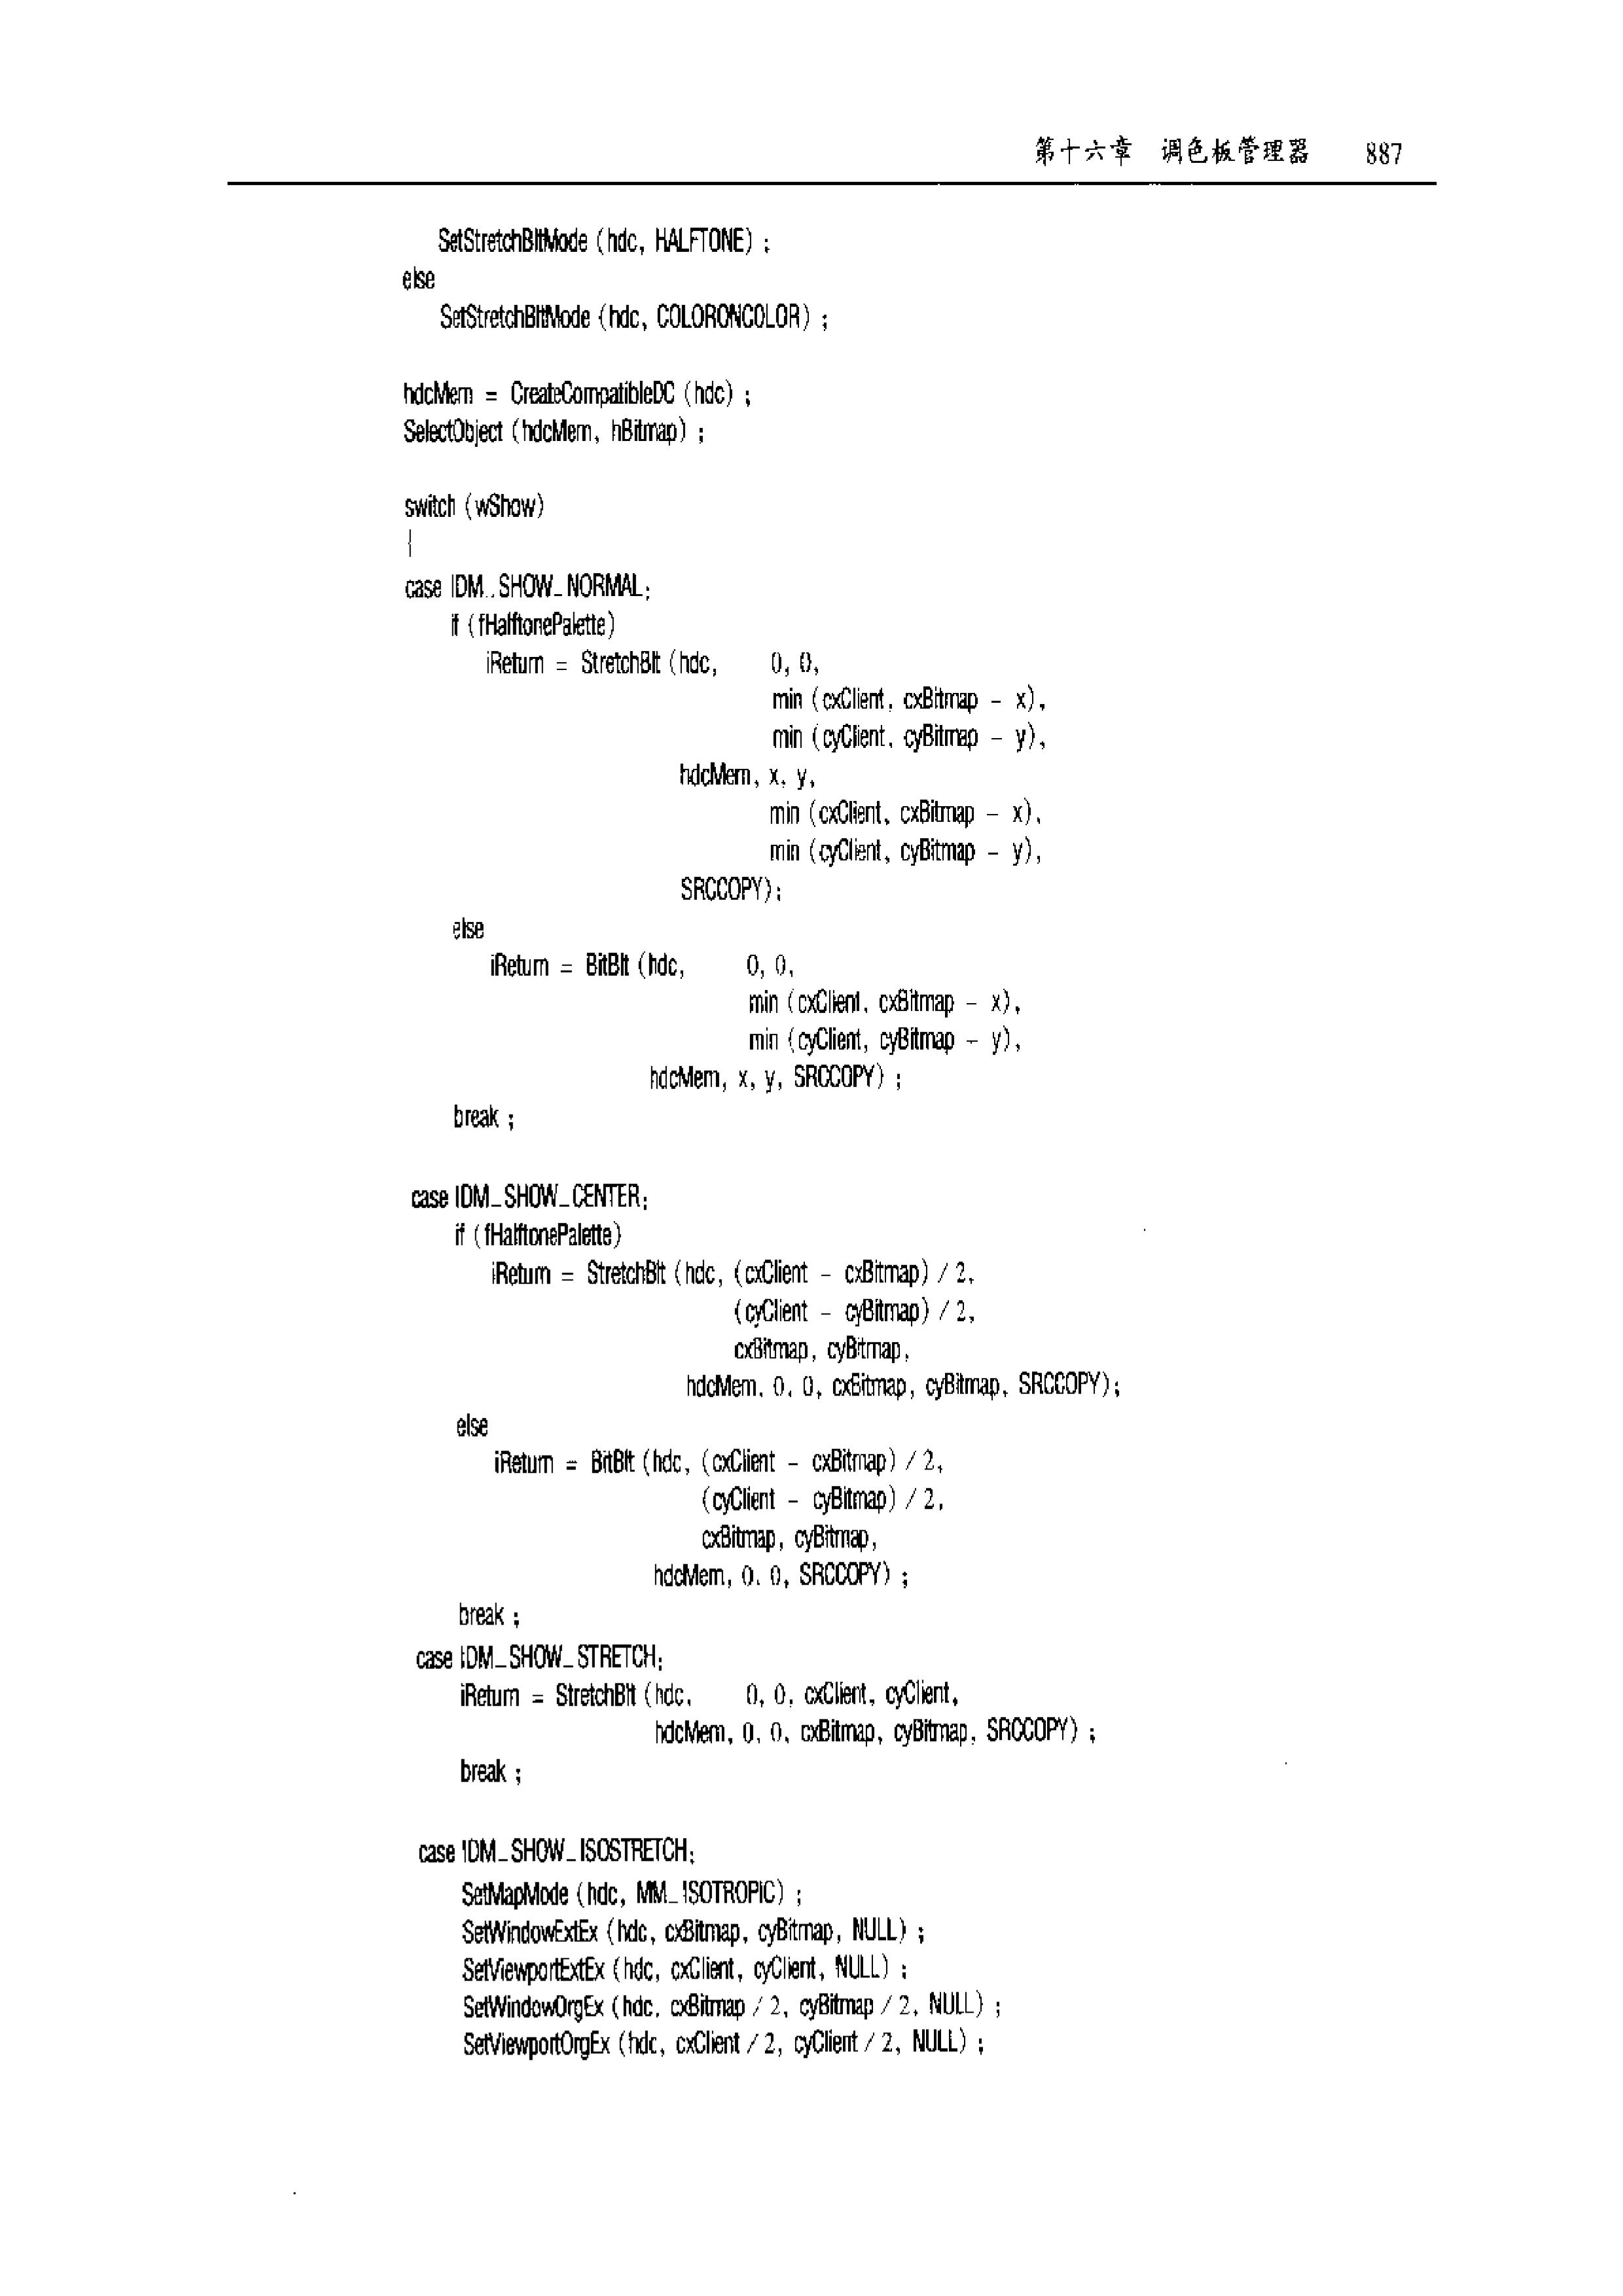 第十六章 调色板管理器 887
SetStretchBltMode (hdc, HALFTONE) ;
else
SetStretchBltMode (hdc, COLORONCOLOR) ;
hdcMem = CreateCompatibleDC (hdc) ;
SelectObject (hdcMem, hBitmap) ;
switch (wShow)
{
case IDM_SHOW_NORMAL:
if (fHalftonePalette)
iReturn = StretchBlt (hdc, 0, 0,
min (cxClient, cxBitmap - x),
min (cyClient, cyBitmap - y),
hdcMem, x, y,
min (cxClient, cxBitmap - x),
min (cyClient, cyBitmap - y),
SRCCOPY);
else
iReturn = BitBlt (hdc, 0, 0,
min (cxClient, cxBitmap - x),
min (cyClient, cyBitmap - y),
hdcMem, x, y, SRCCOPY) ;
break ;
case IDM_SHOW_CENTER:
if (fHalftonePalette)
iReturn = StretchBlt (hdc, (cxClient - cxBitmap) / 2,
(cyClient - cyBitmap) / 2,
cxBitmap, cyBitmap,
hdcMem, 0, 0, cxBitmap, cyBitmap, SRCCOPY);
else
iReturn = BitBlt (hdc, (cxClient - cxBitmap) / 2,
(cyClient - cyBitmap) / 2,
cxBitmap, cyBitmap,
hdcMem, 0, 0, SRCCOPY) ;
break ;
case IDM_SHOW_STRETCH:
iReturn = StretchBlt (hdc, 0, 0, cxClient, cyClient,
hdcMem, 0, 0, cxBitmap, cyBitmap, SRCCOPY) ;
break ;
case IDM_SHOW_ISOSTRETCH:
SetMapMode (hdc, MM_ISOTROPIC) ;
SetWindowExtEx (hdc, cxBitmap, cyBitmap, NULL) ;
SetViewportExtEx (hdc, cxClient, cyClient, NULL) ;
SetWindowOrgEx (hdc, cxBitmap / 2, cyBitmap / 2, NULL) ;
SetViewportOrgEx (hdc, cxClient / 2, cyClient / 2, NULL) ;